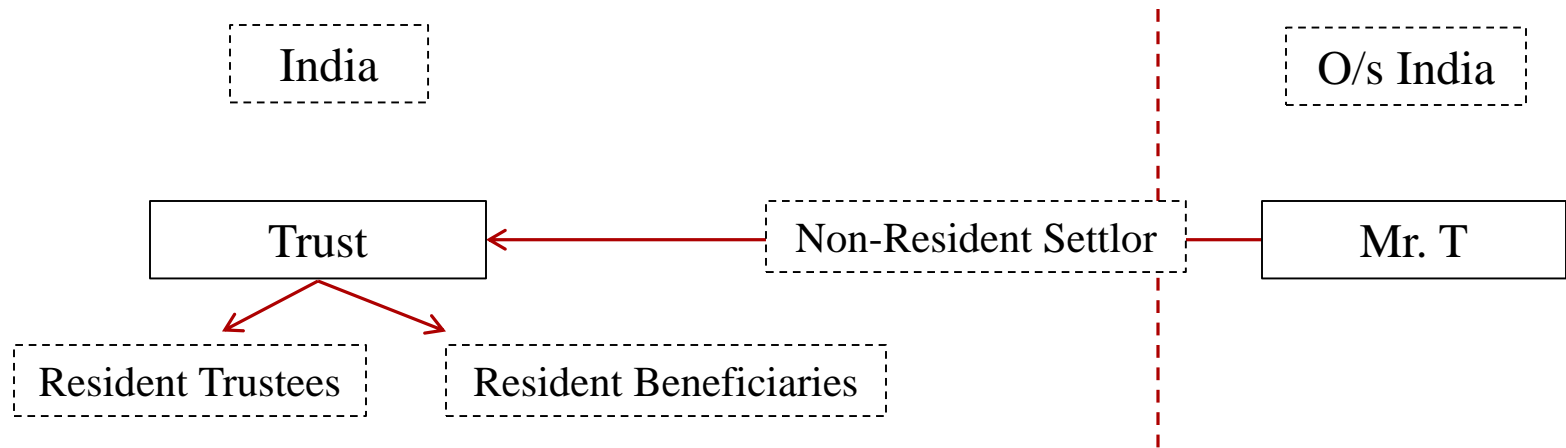 India
O/s India
Trust
Non-Resident Settlor
Mr. T
Resident Trustees
Resident Beneficiaries